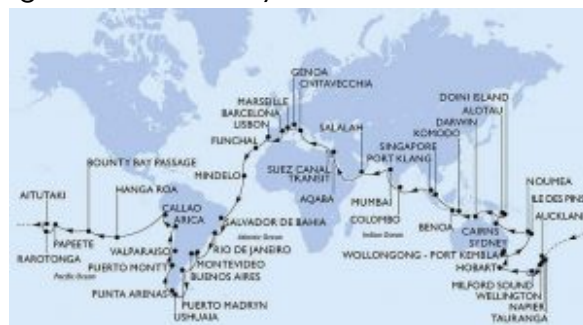 GENOA
CIVITAVECCHIA
MARSEILLE
BARCELONA
LISBON
FUNCHAL
MINDELO
SALALAH
SUEZ CANAL
TRANSIT
AQABA
SINGAPORE
PORT KLANG
MUMBAI
COLOMBO
Indian Ocean
BENOA
DOINI ISLAND
ALOTAU
DARWIN
KOMODO
NOUMEA
ILE DES PINS
AUCKLAND
CAIRNS
SYDNEY
WOLLONGONG - PORT KEMBLA
HOBART
MILFORD SOUND
WELLINGTON
NAPIER
TAURANGA
BOUNTY BAY PASSAGE
AITUTAKI
HANGA ROA
PAPEETE
RAROTONGA
Pacific Ocean
CALLAO
ARICA
VALPARAISO
PUERTO MONTT
PUNTA ARENAS
SALVADOR DE BAHIA
Atlantic Ocean
RIO DE JANEIRO
MONTEVIDEO
BUENOS AIRES
PUERTO MADRYN
USHUAIA